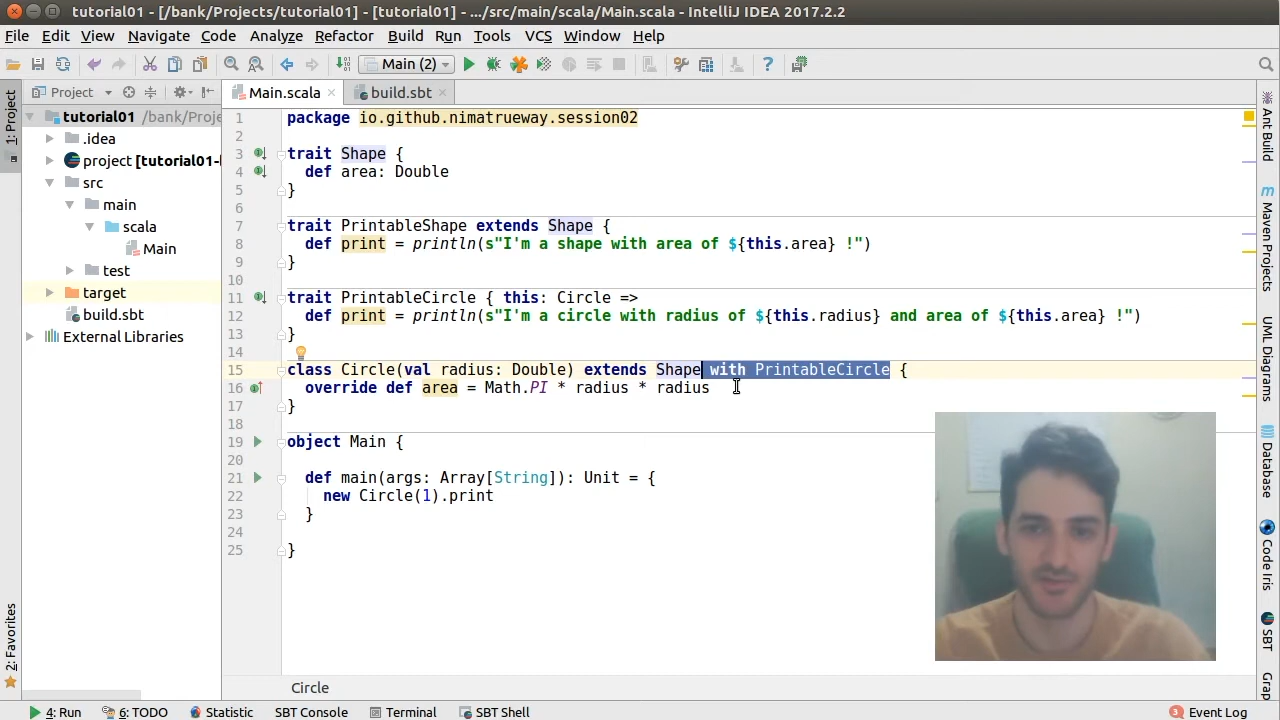 tutorial01 - [/bank/Projects/tutorial01] - [tutorial01] - .../src/main/scala/Main.scala - IntelliJ IDEA 2017.2.2
File Edit View Navigate Code Analyze Refactor Build Run Tools VCS Window Help
Main (2)
Project
Main.scala
build.sbt
1: Project
2: Favorites
tutorial01 /bank/Proje
.idea
project [tutorial01-
src
main
scala
Main
test
target
build.sbt
External Libraries
1 package io.github.nimatrueway.session02
2
3 trait Shape {
4 def area: Double
5 }
6
7 trait PrintableShape extends Shape {
8 def print = println(s"I'm a shape with area of ${this.area} !")
9 }
10
11 trait PrintableCircle { this: Circle =>
12 def print = println(s"I'm a circle with radius of ${this.radius} and area of ${this.area} !")
13 }
14
15 class Circle(val radius: Double) extends Shape with PrintableCircle {
16 override def area = Math.PI * radius * radius
17 }
18
19 object Main {
20
21 def main(args: Array[String]): Unit = {
22 new Circle(1).print
23 }
24
25 }
Ant Build
m Maven Projects
UML Diagrams
Database
Code Iris
SBT
Grap
Circle
4: Run 6: TODO Statistic SBT Console Terminal SBT Shell
3 Event Log